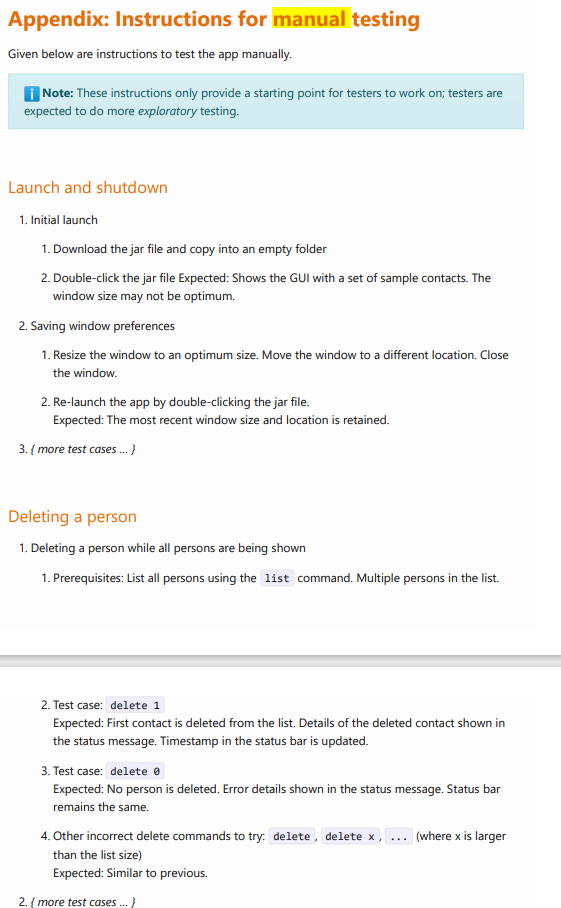 Appendix: Instructions for manual testing
Given below are instructions to test the app manually.
i Note: These instructions only provide a starting point for testers to work on; testers are
expected to do more exploratory testing.
Launch and shutdown
1. Initial launch
1. Download the jar file and copy into an empty folder
2. Double-click the jar file Expected: Shows the GUI with a set of sample contacts. The
window size may not be optimum.
2. Saving window preferences
1. Resize the window to an optimum size. Move the window to a different location. Close
the window.
2. Re-launch the app by double-clicking the jar file.
Expected: The most recent window size and location is retained.
3. { more test cases … }
Deleting a person
1. Deleting a person while all persons are being shown
1. Prerequisites: List all persons using the list command. Multiple persons in the list.
2. Test case: delete 1
Expected: First contact is deleted from the list. Details of the deleted contact shown in
the status message. Timestamp in the status bar is updated.
3. Test case: delete 0
Expected: No person is deleted. Error details shown in the status message. Status bar
remains the same.
4. Other incorrect delete commands to try: delete , delete x , ... (where x is larger
than the list size)
Expected: Similar to previous.
2. { more test cases … }